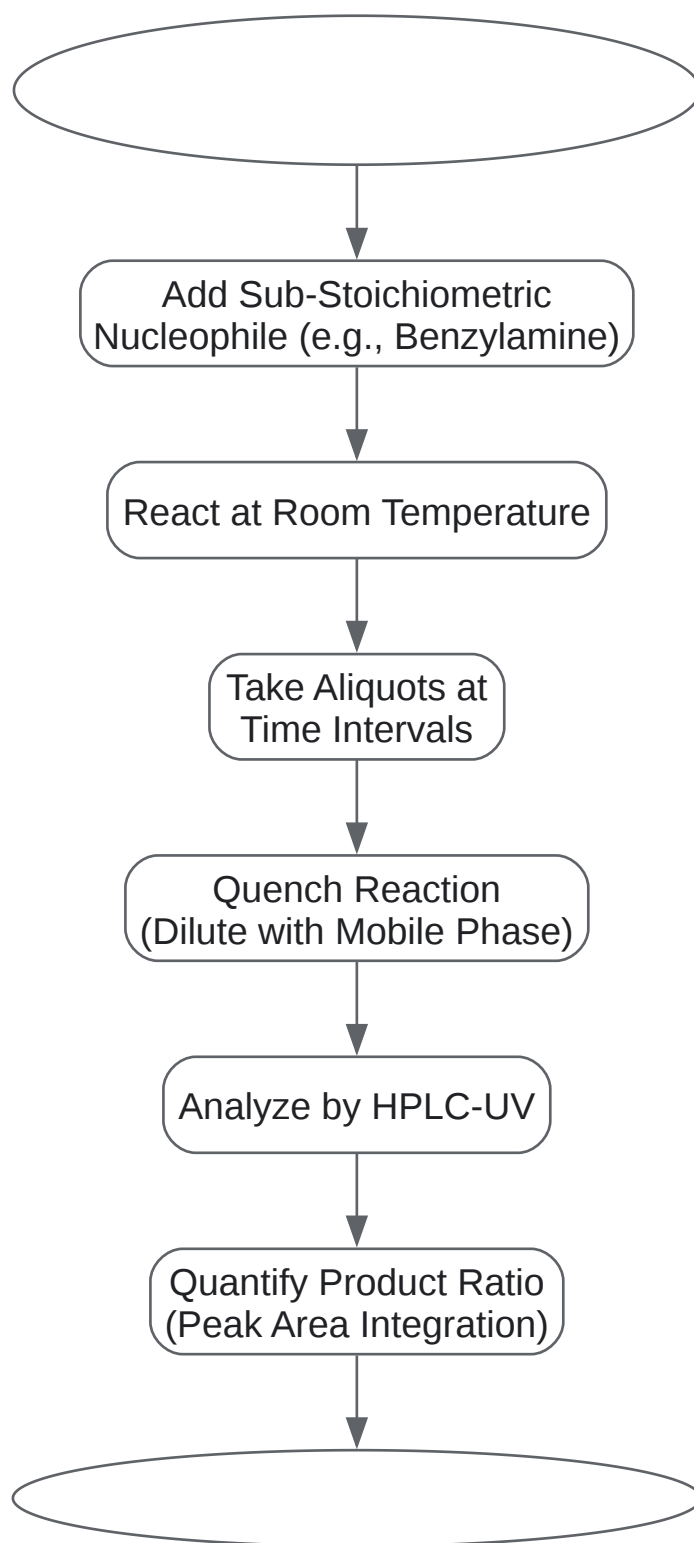 Add Sub-Stoichiometric
Nucleophile (e.g., Benzylamine)
React at Room Temperature
Take Aliquots at
Time Intervals
Quench Reaction
(Dilute with Mobile Phase)
Analyze by HPLC-UV
Quantify Product Ratio
(Peak Area Integration)